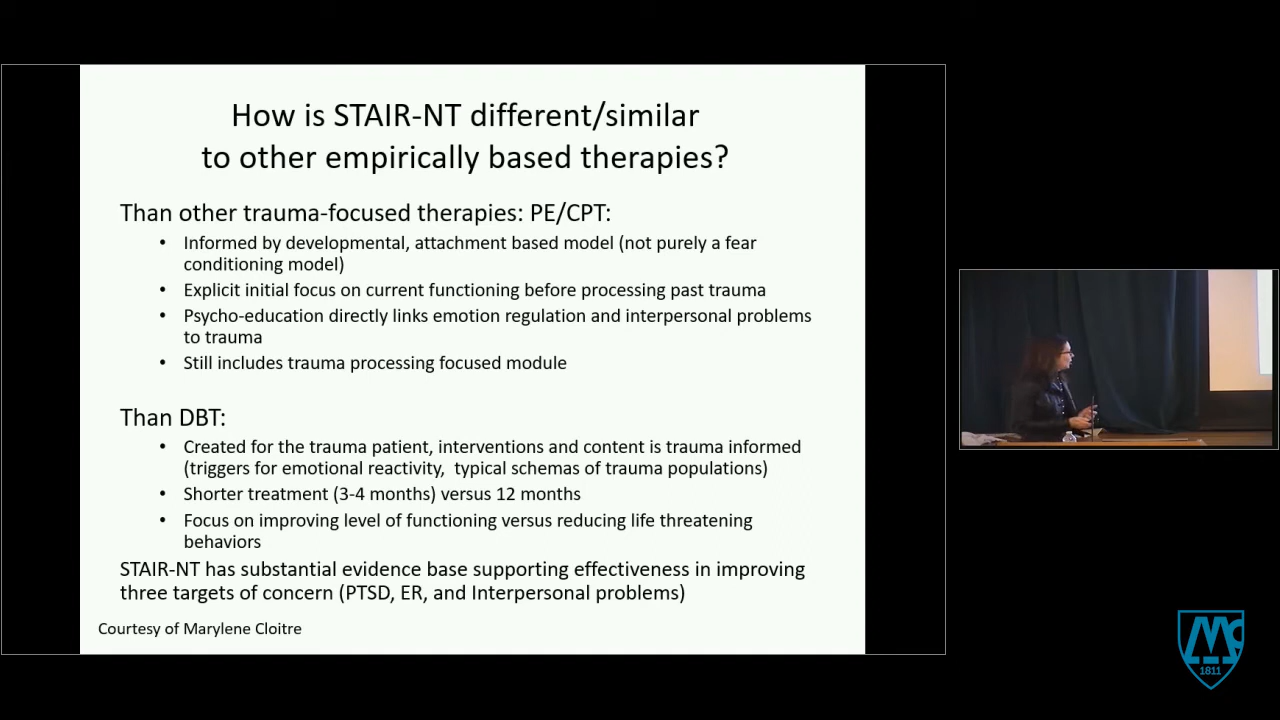 How is STAIR-NT different/similar
to other empirically based therapies?
Than other trauma-focused therapies: PE/CPT:
• Informed by developmental, attachment based model (not purely a fear
conditioning model)
• Explicit initial focus on current functioning before processing past trauma
• Psycho-education directly links emotion regulation and interpersonal problems
to trauma
• Still includes trauma processing focused module
Than DBT:
• Created for the trauma patient, interventions and content is trauma informed
(triggers for emotional reactivity,  typical schemas of trauma populations)
• Shorter treatment (3-4 months) versus 12 months
• Focus on improving level of functioning versus reducing life threatening
behaviors
STAIR-NT has substantial evidence base supporting effectiveness in improving
three targets of concern (PTSD, ER, and Interpersonal problems)
Courtesy of Marylene Cloitre
1811